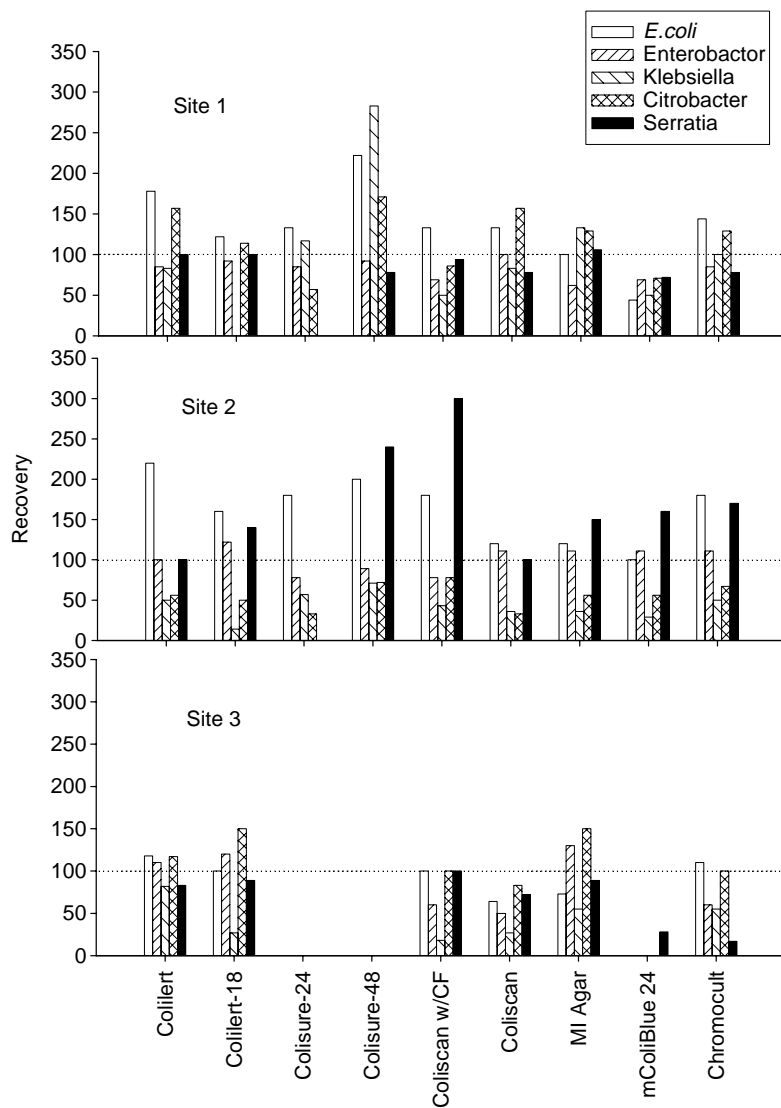 E.coli
Enterobactor
Klebsiella
Citrobacter
Serratia
350
300
250
200
150
100
50
0
Site 1
350
300
250
200
150
100
50
0
Site 2
Recovery
350
300
250
200
150
100
50
0
Site 3
Colilert
Colilert-18
Colisure-24
Colisure-48
Coliscan w/CF
Coliscan
MI Agar
mColiBlue 24
Chromocult